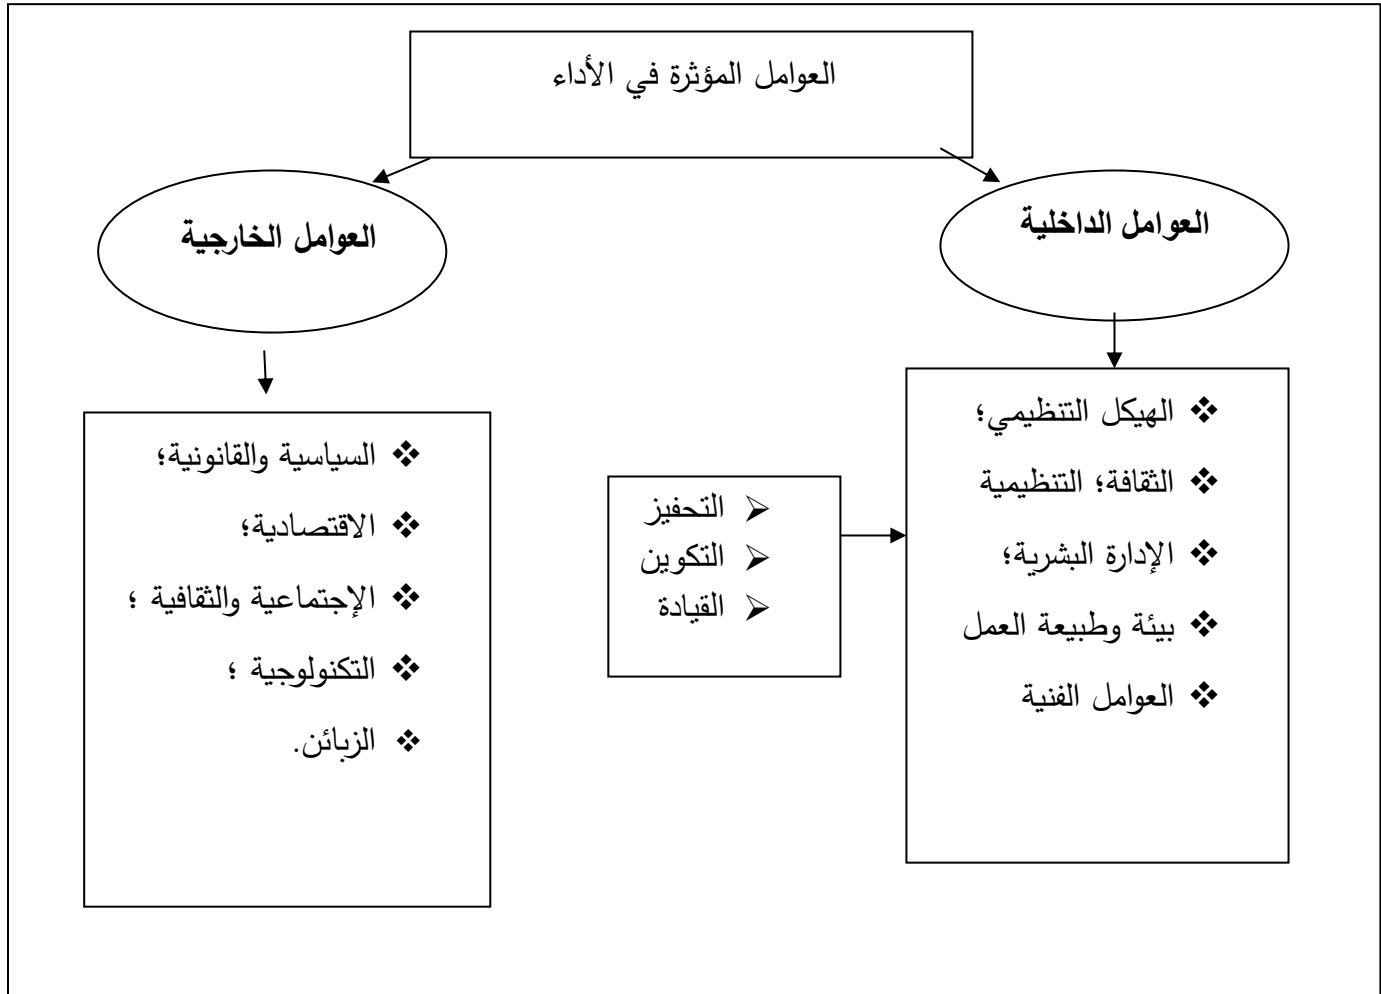 العوامل المؤثرة في الأداء
العوامل الداخلية
العوامل الخارجية
❖ الهيكل التنظيمي؛
❖ الثقافة؛ التنظيمية
❖ الإدارة البشرية؛
❖ بيئة وطبيعة العمل
❖ العوامل الفنية
➢ التحفيز
➢ التكوين
➢ القيادة
❖ السياسية والقانونية؛
❖ الاقتصادية؛
❖ الإجتماعية والثقافية ؛
❖ التكنولوجية ؛
❖ الزبائن.